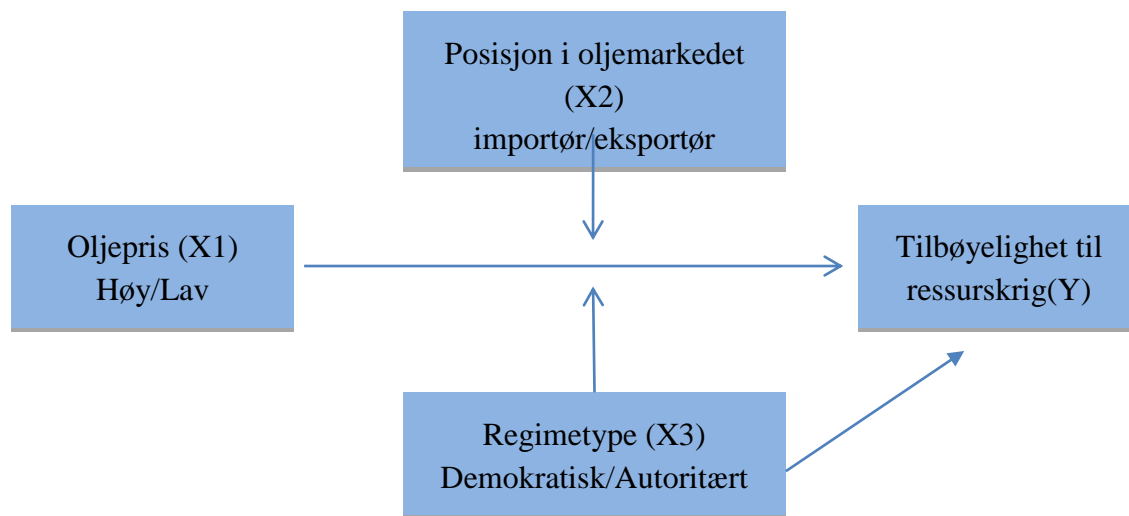 Posisjon i oljemarkedet
(X2)
importør/eksportør
Oljepris (X1)
Høy/Lav
Tilbøyelighet til
ressurskrig(Y)
Regimetype (X3)
Demokratisk/Autoritært